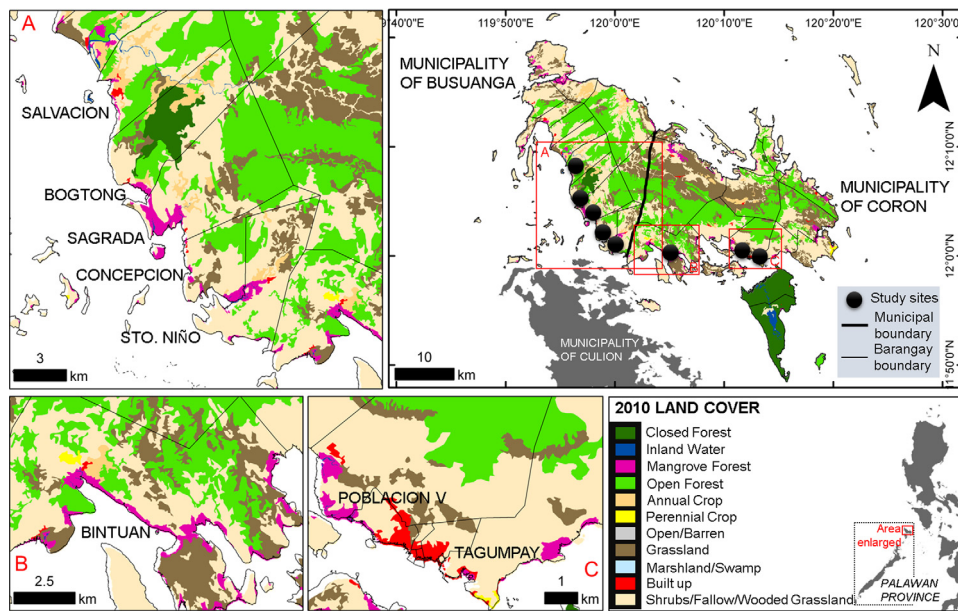 A
SALVACION
BOGTONG
SAGRADA
CONCEPCION
STO. NIÑO
3
km
119°4'0"E 119°5'0"E 120°0'0"E 120°10'0"E 120°20'0"E 120°30'0"E
MUNICIPALITY
OF BUSUANGA
N
A
MUNICIPALITY
OF CORON
12°10'0"N
12°0'0"N
11°50'0"N
MUNICIPALITY
OF CULION
10
km
Study sites
Municipal
boundary
Barangay
boundary
BINTUAN
B
2.5
km
POBLACION V
TAGUMPAY
C
1
km
2010 LAND COVER
Closed Forest
Inland Water
Mangrove Forest
Open Forest
Annual Crop
Perennial Crop
Open/Barren
Grassland
Marshland/Swamp
Built up
Shrubs/Fallow/Wooded Grassland
Area
enlarged
PALAWAN
PROVINCE